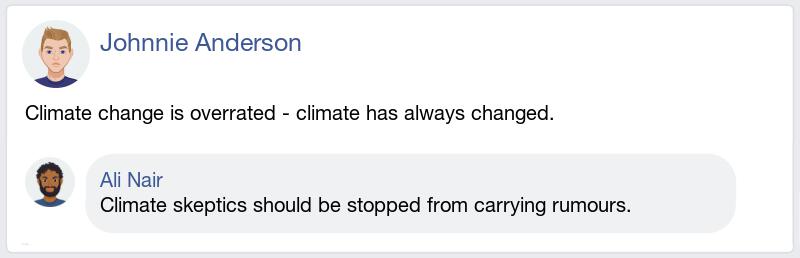 Johnnie Anderson
Climate change is overrated - climate has always changed.
Ali Nair
Climate skeptics should be stopped from carrying rumours.